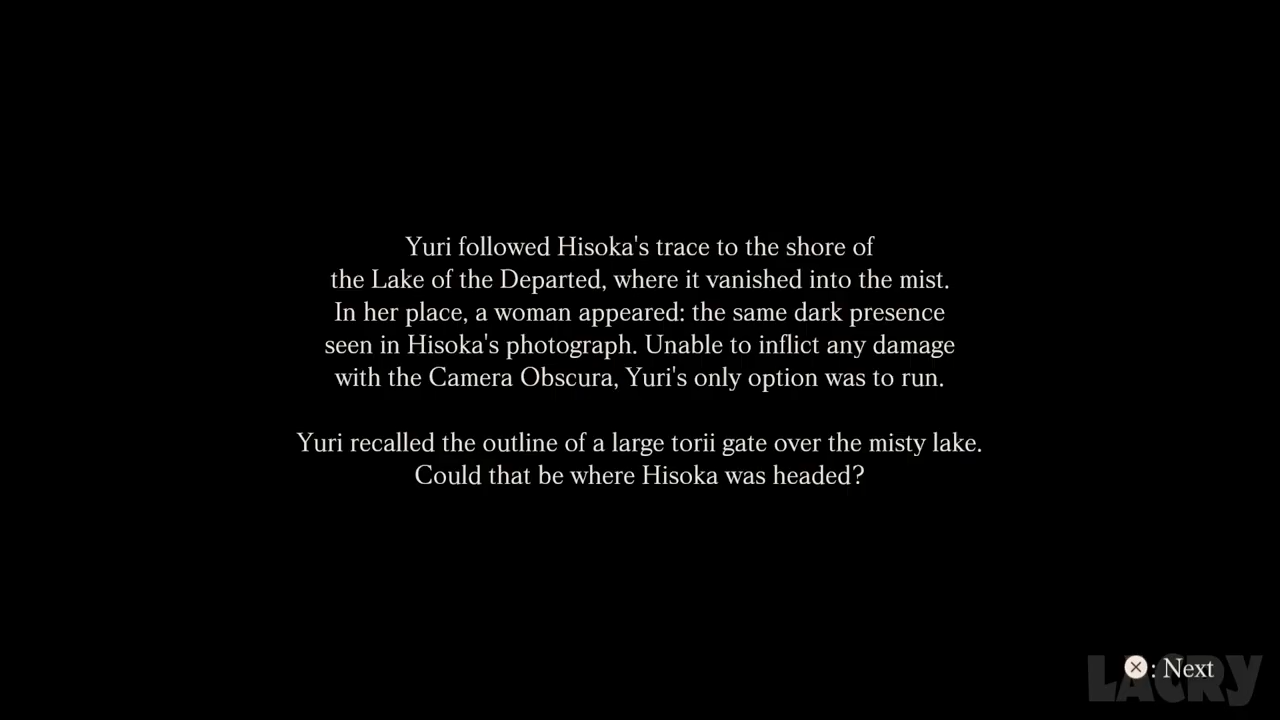 Yuri followed Hisoka's trace to the shore of
the Lake of the Departed, where it vanished into the mist.
In her place, a woman appeared: the same dark presence
seen in Hisoka's photograph. Unable to inflict any damage
with the Camera Obscura, Yuri's only option was to run.
Yuri recalled the outline of a large torii gate over the misty lake.
Could that be where Hisoka was headed?
: Next
LACRY